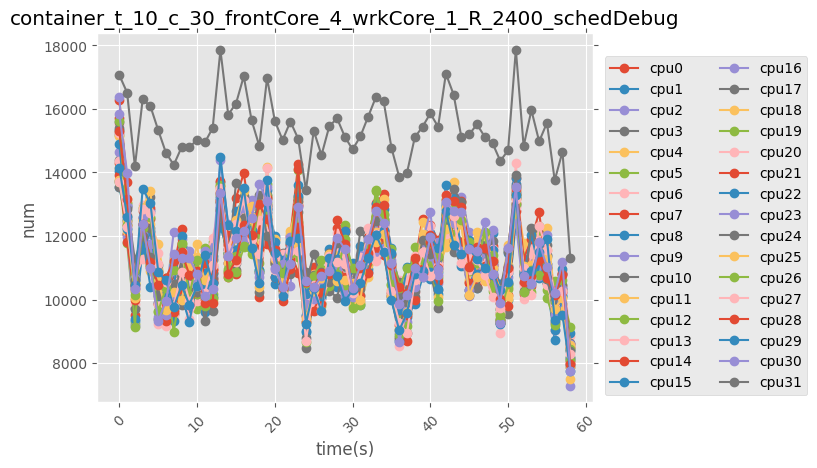 container_t_10_c_30_frontCore_4_wrkCore_1_R_2400_schedDebug
18000
16000
14000
12000
10000
8000
num
0
10
20
30
40
50
60
time(s)
cpu0
cpu1
cpu2
cpu3
cpu4
cpu5
cpu6
cpu7
cpu8
cpu9
cpu10
cpu11
cpu12
cpu13
cpu14
cpu15
cpu16
cpu17
cpu18
cpu19
cpu20
cpu21
cpu22
cpu23
cpu24
cpu25
cpu26
cpu27
cpu28
cpu29
cpu30
cpu31